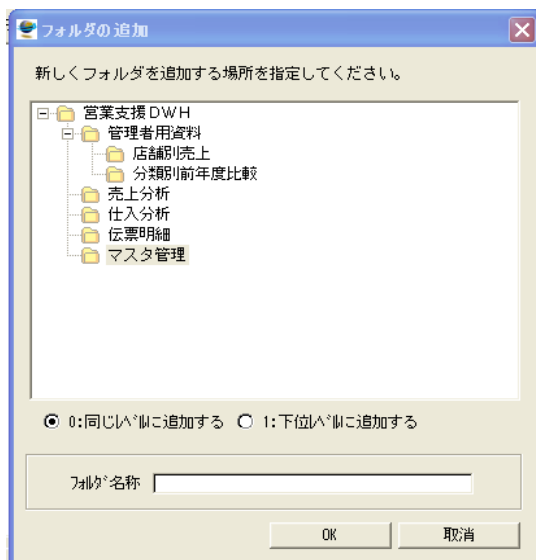 フォルダの追加
新しくフォルダを追加する場所を指定してください。
営業支援DWH
管理者用資料
店舗別売上
分類別前年度比較
売上分析
仕入分析
伝票明細
マスタ管理
0:同じﾚﾍﾞﾙに追加する 1:下位ﾚﾍﾞﾙに追加する
ﾌｫﾙﾀﾞ名称
OK 取消